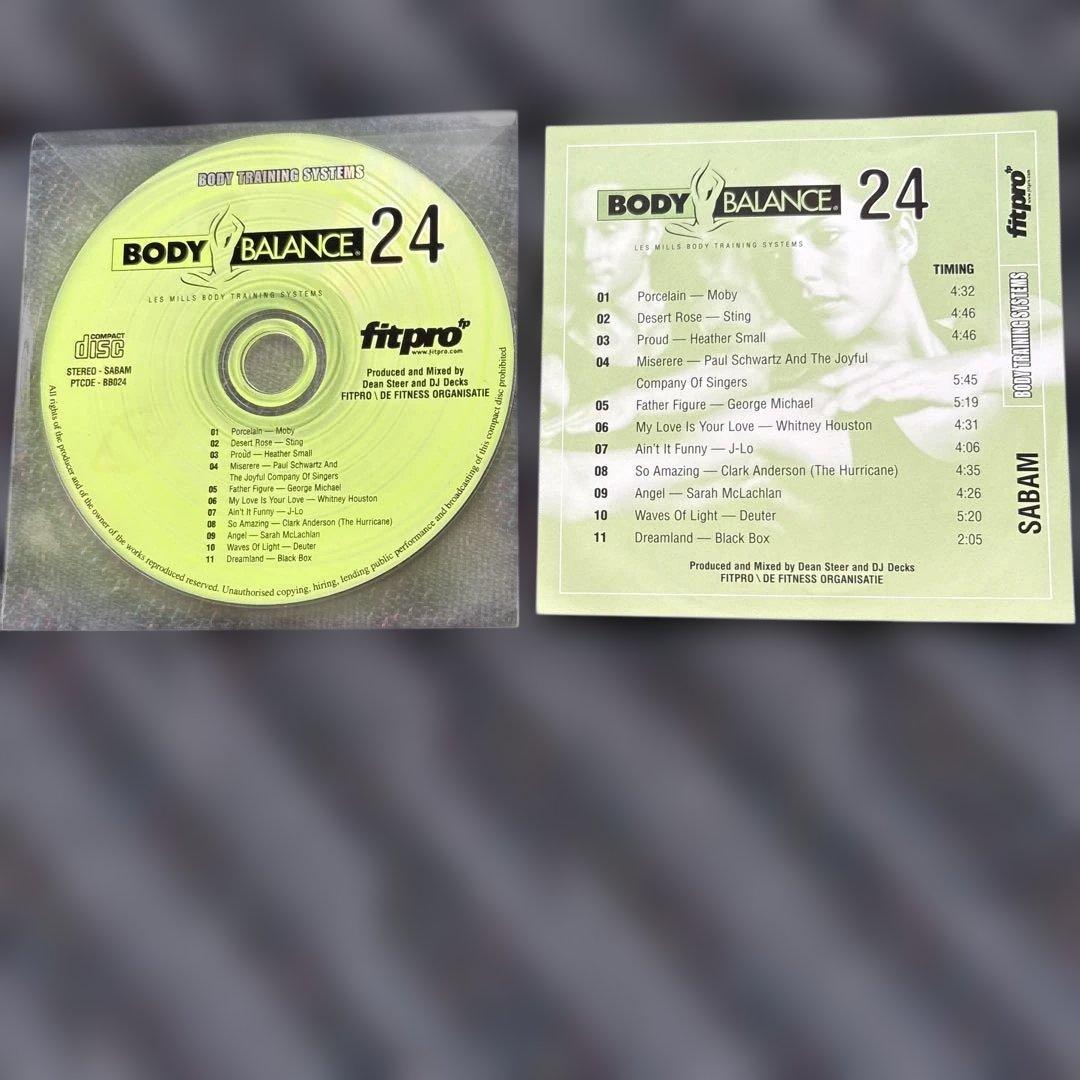 BODY TRAINING SYSTEMS
BODY BALANCE® 24
LES MILLS BODY TRAINING SYSTEMS
COMPACT
disc
STEREO - SABAM
PTCDE - BB024
fitpro fp
www.fitpro.com
Produced and Mixed by
Dean Steer and DJ Decks
FITPRO \ DE FITNESS ORGANISATIE
01 Porcelain — Moby
02 Desert Rose — Sting
03 Proud — Heather Small
04 Miserere — Paul Schwartz And
The Joyful Company Of Singers
05 Father Figure — George Michael
06 My Love Is Your Love — Whitney Houston
07 Ain't It Funny — J-Lo
08 So Amazing — Clark Anderson (The Hurricane)
09 Angel — Sarah McLachlan
10 Waves Of Light — Deuter
11 Dreamland — Black Box
All rights of the producer and of the owner of the works reproduced reserved. Unauthorised copying, hiring, lending public performance and broadcasting of this compact disc prohibited
BODY BALANCE® 24
LES MILLS BODY TRAINING SYSTEMS
TIMING
01 Porcelain — Moby 4:32
02 Desert Rose — Sting 4:46
03 Proud — Heather Small 4:46
04 Miserere — Paul Schwartz And The Joyful
Company Of Singers 5:45
05 Father Figure — George Michael 5:19
06 My Love Is Your Love — Whitney Houston 4:31
07 Ain't It Funny — J-Lo 4:06
08 So Amazing — Clark Anderson (The Hurricane) 4:35
09 Angel — Sarah McLachlan 4:26
10 Waves Of Light — Deuter 5:20
11 Dreamland — Black Box 2:05
Produced and Mixed by Dean Steer and DJ Decks
FITPRO \ DE FITNESS ORGANISATIE
fitpro fp
www.fitpro.com
BODY TRAINING SYSTEMS
SABAM